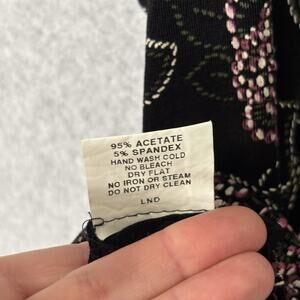 95% ACETATE
5% SPANDEX
HAND WASH COLD
NO BLEACH
DRY FLAT
NO IRON OR STEAM
DO NOT DRY CLEAN
LND